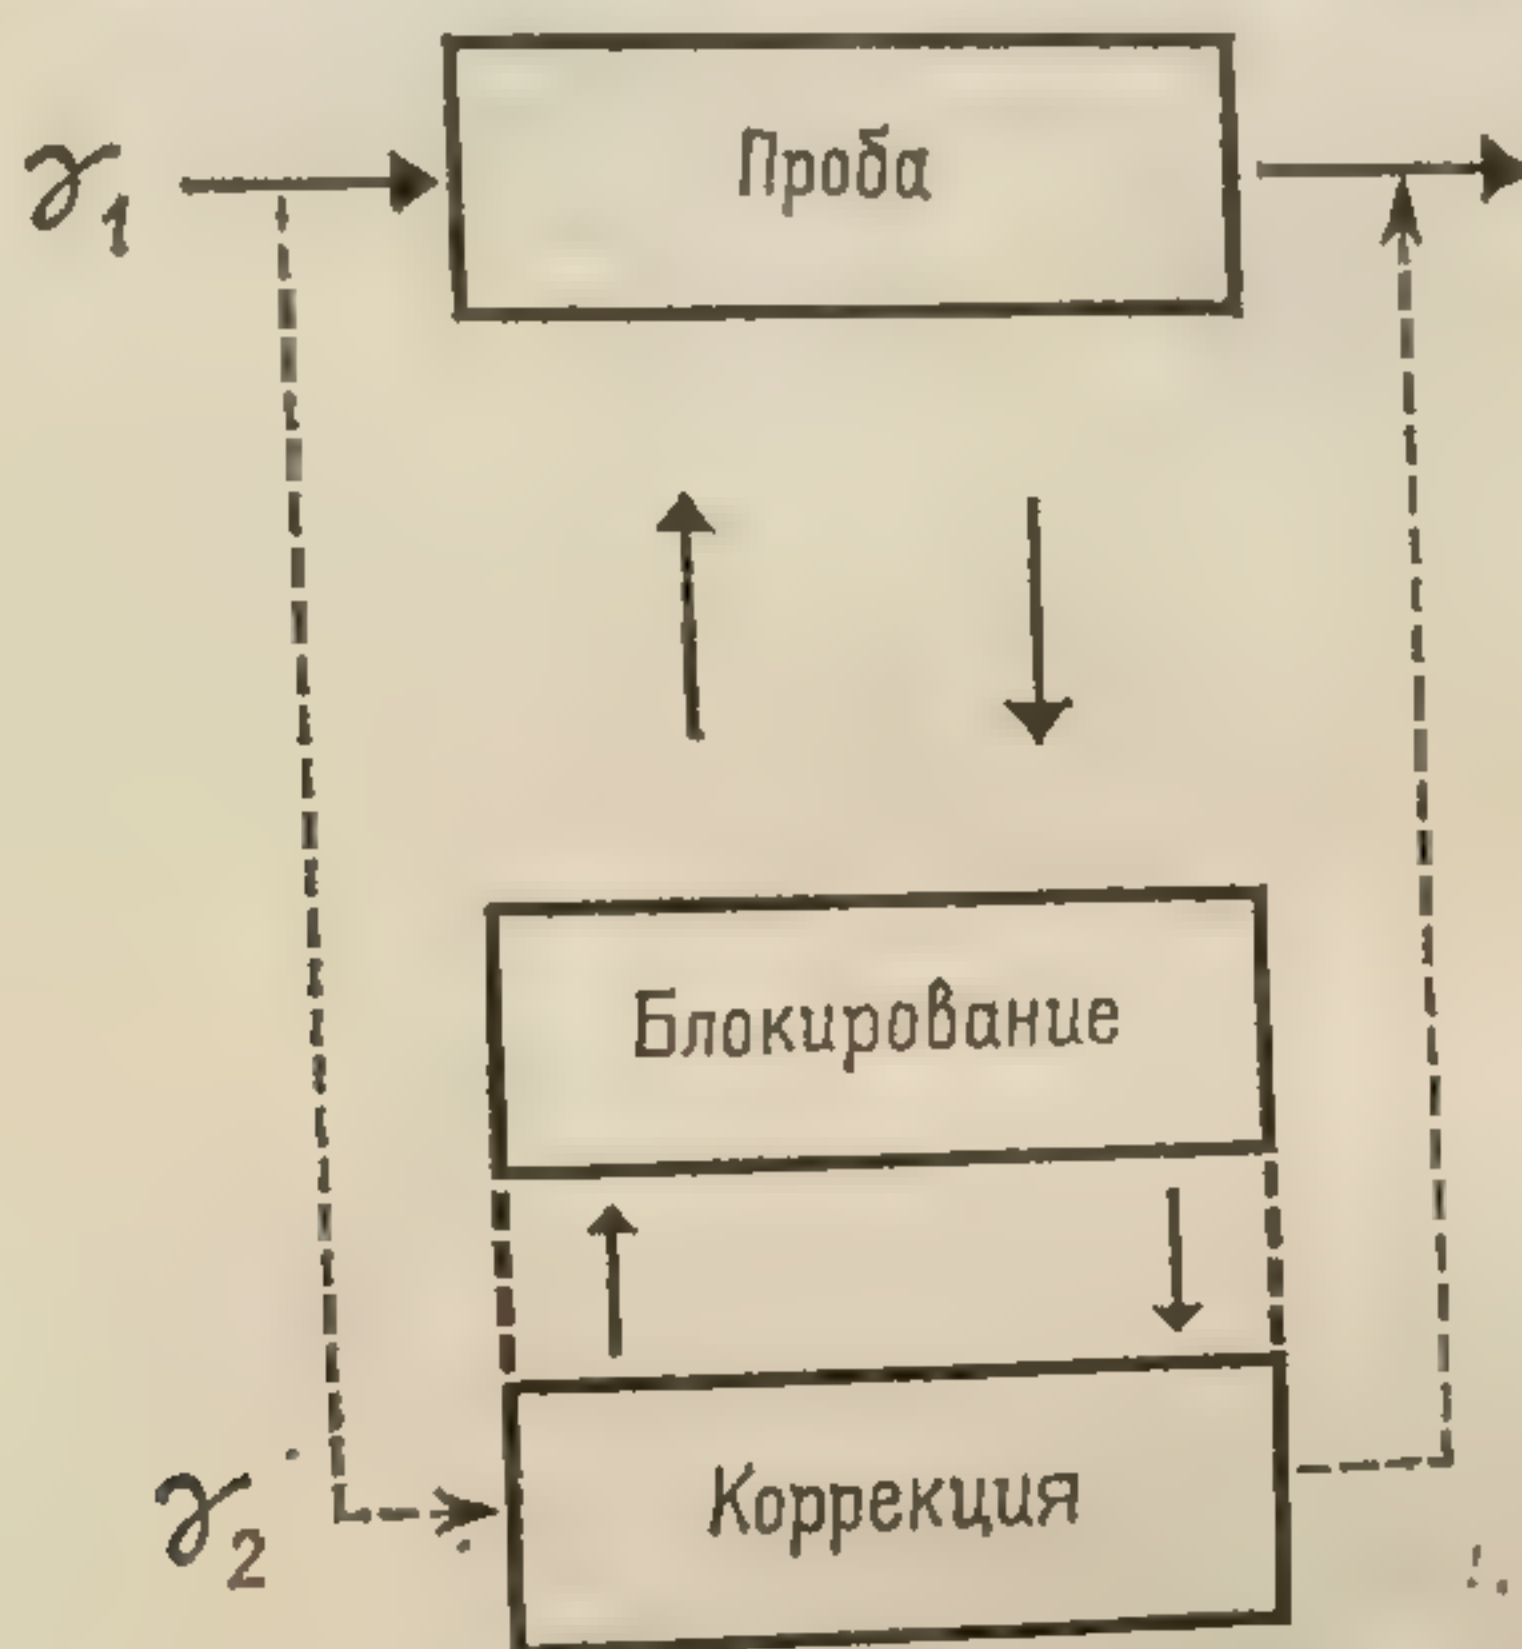 γ1
Проба
Блокирование
γ2
Коррекция